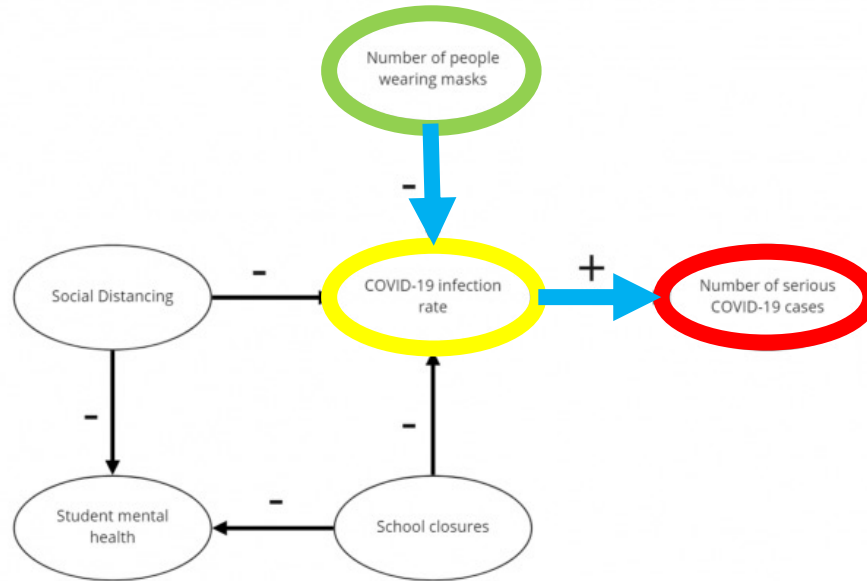 Number of people
wearing masks
-
-
COVID-19 infection
rate
+
Number of serious
COVID-19 cases
Social Distancing
-
-
Student mental
health
-
School closures